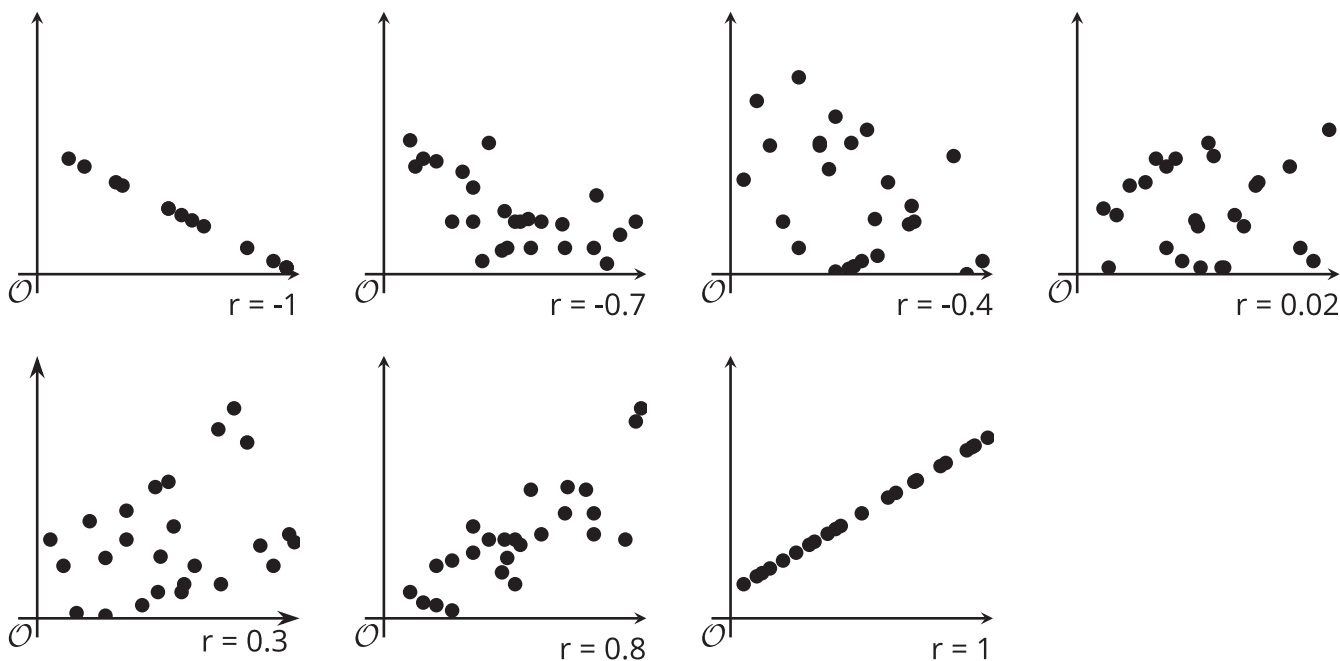 O r = -1
O r = -0.7
O r = -0.4
O r = 0.02
O r = 0.3
O r = 0.8
O r = 1